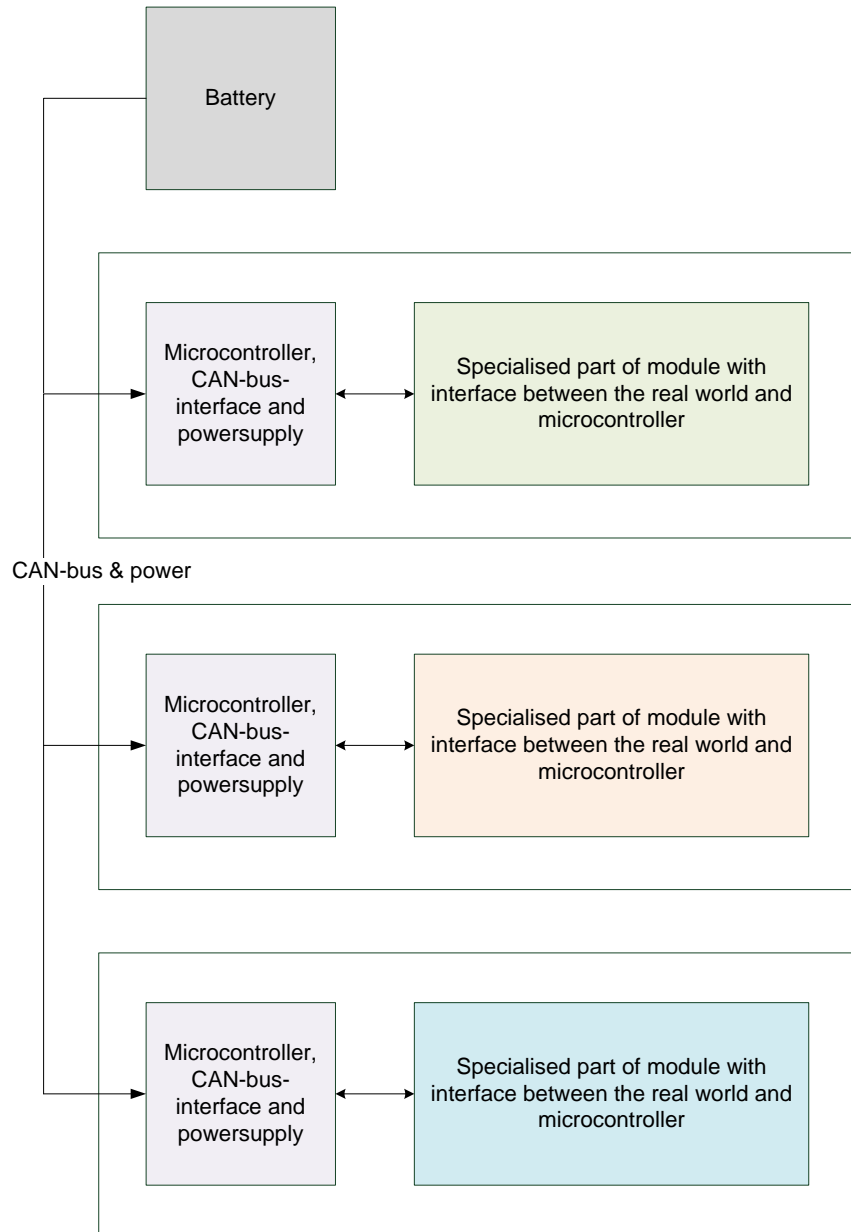 Battery
Microcontroller,
CAN-bus-
interface and
powersupply
Specialised part of module with
interface between the real world and
microcontroller
CAN-bus & power
Microcontroller,
CAN-bus-
interface and
powersupply
Specialised part of module with
interface between the real world and
microcontroller
Microcontroller,
CAN-bus-
interface and
powersupply
Specialised part of module with
interface between the real world and
microcontroller